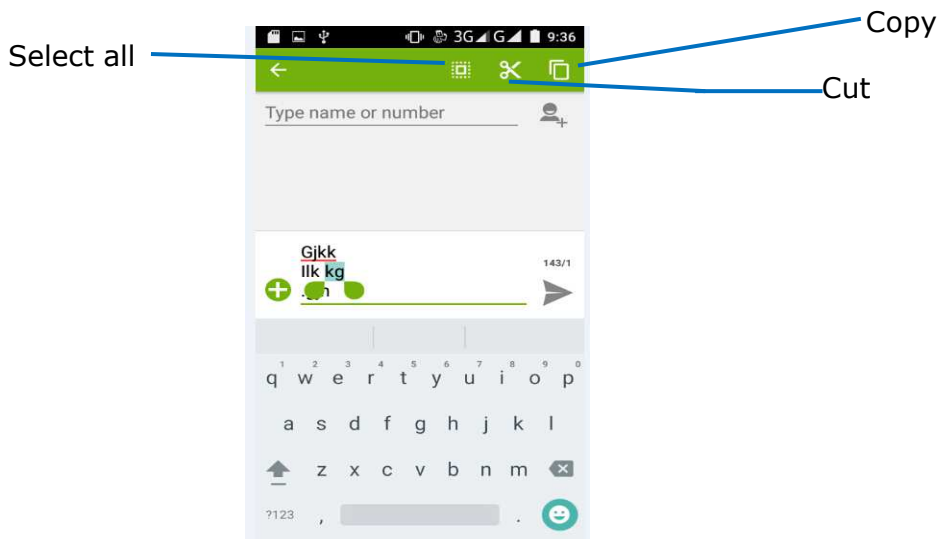 Copy
Select all
3G G 9:36
Cut
Type name or number
Gjkk
Ilk kg
143/1
1 2 3 4 5 6 7 8 9 0
q w e r t y u i o p
a s d f g h j k l
z x c v b n m
?123 , .